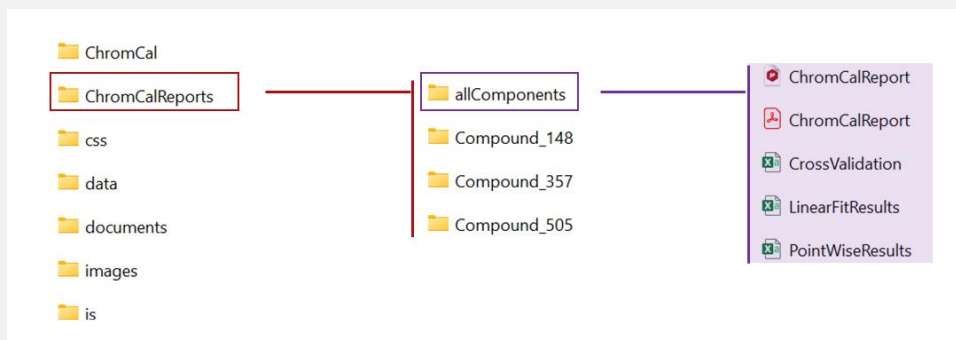 ChromCal
ChromCalReports
css
data
documents
images
is
allComponents
Compound_148
Compound_357
Compound_505
ChromCalReport
ChromCalReport
CrossValidation
LinearFitResults
PointWiseResults